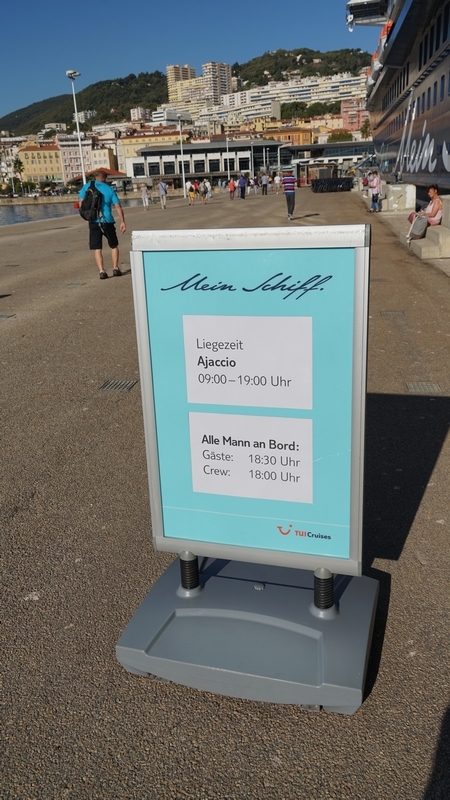 Mein Schiff.
Liegezeit
Ajaccio
09:00 – 19:00 Uhr
Alle Mann an Bord:
Gäste: 18:30 Uhr
Crew: 18:00 Uhr
TUI Cruises
Mein